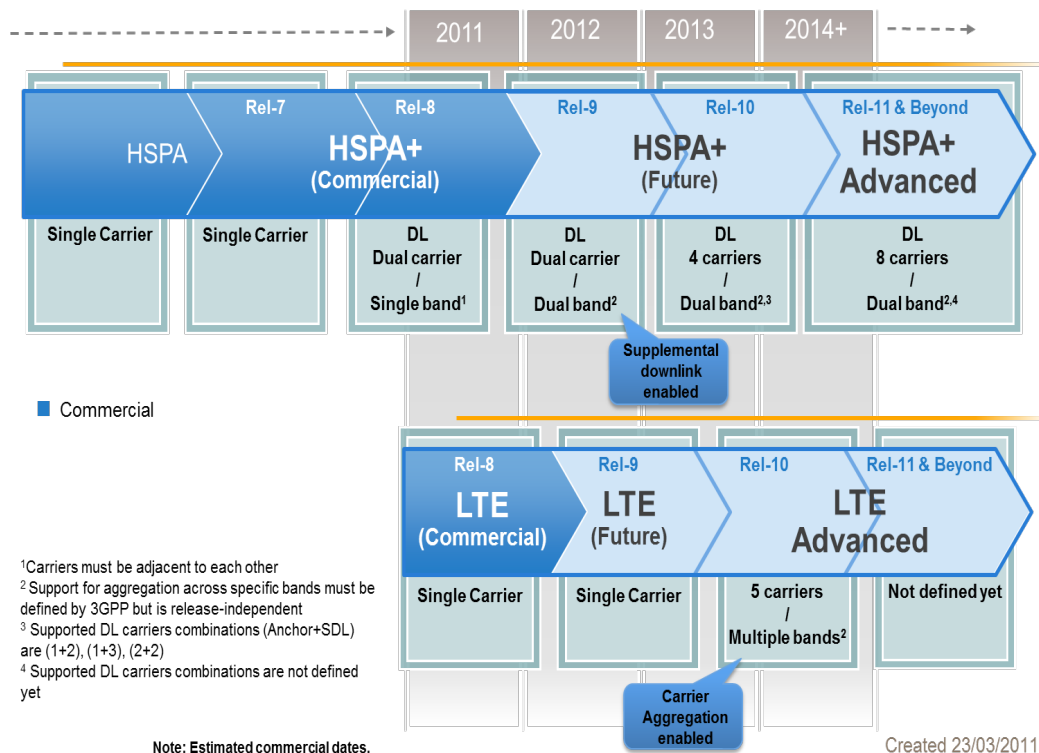 2011 2012 2013 2014+
Rel-7 Rel-8 Rel-9 Rel-10 Rel-11 & Beyond
HSPA
HSPA+
(Commercial)
HSPA+
(Future)
HSPA+
Advanced
Single Carrier
Single Carrier
DL
Dual carrier
/
Single band¹
DL
Dual carrier
/
Dual band²
DL
4 carriers
/
Dual band²,³
DL
8 carriers
/
Dual band²,⁴
Supplemental
downlink
enabled
Commercial
Rel-8 Rel-9 Rel-10 Rel-11 & Beyond
LTE
(Commercial)
LTE
(Future)
LTE
Advanced
Single Carrier
Single Carrier
5 carriers
/
Multiple bands²
Not defined yet
Carrier
Aggregation
enabled
¹Carriers must be adjacent to each other
² Support for aggregation across specific bands must be
defined by 3GPP but is release-independent
³ Supported DL carriers combinations (Anchor+SDL)
are (1+2), (1+3), (2+2)
⁴ Supported DL carriers combinations are not defined
yet
Note: Estimated commercial dates.
Created 23/03/2011